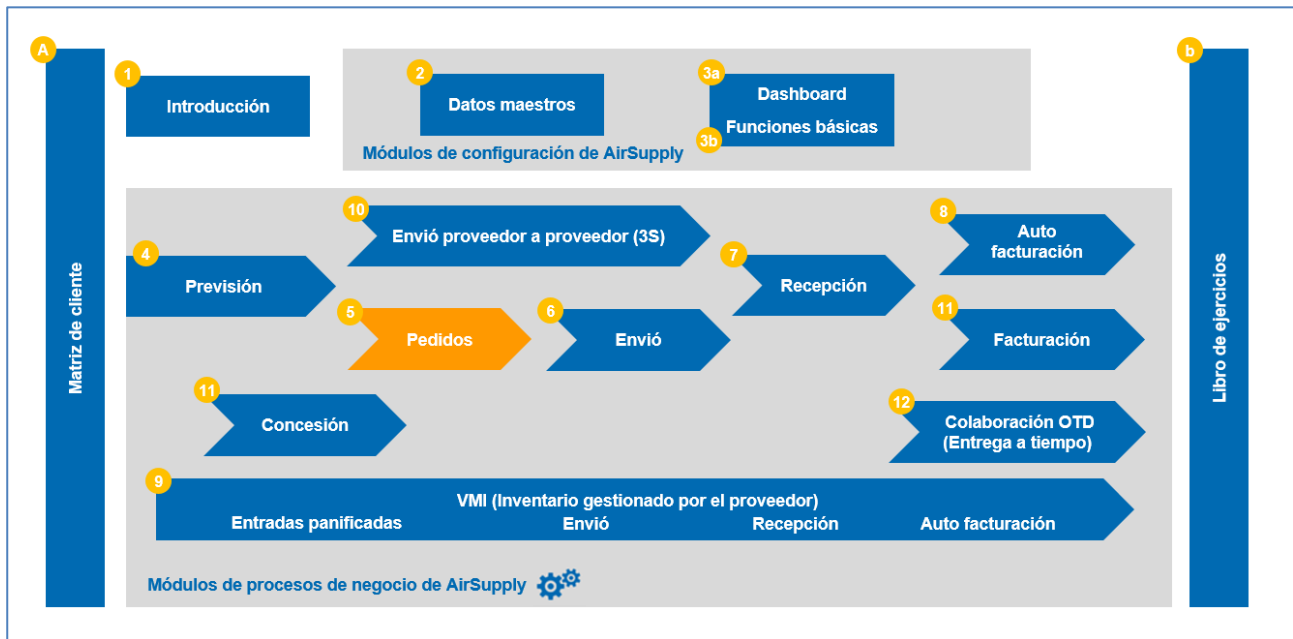 A
Matriz de cliente
1
Introducción
2
Datos maestros
3a
Dashboard
Funciones básicas
3b
Módulos de configuración de AirSupply
b
Libro de ejercicios
10
Envió proveedor a proveedor (3S)
8
Auto
facturación
4
Previsión
7
Recepción
5
Pedidos
6
Envió
11
Facturación
11
Concesión
12
Colaboración OTD
(Entrega a tiempo)
9
VMI (Inventario gestionado por el proveedor)
Entradas panificadas Envió Recepción Auto facturación
Módulos de procesos de negocio de AirSupply